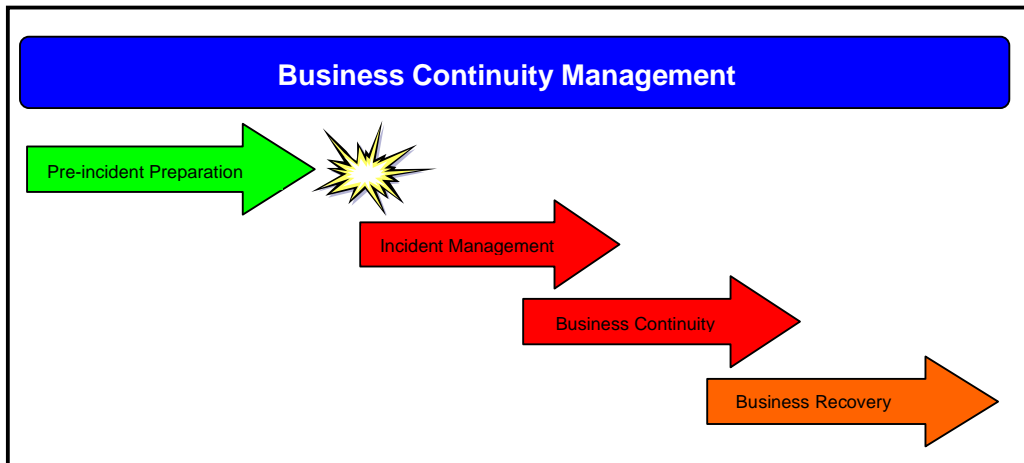 Business Continuity Management
Pre-incident Preparation
Incident Management
Business Continuity
Business Recovery